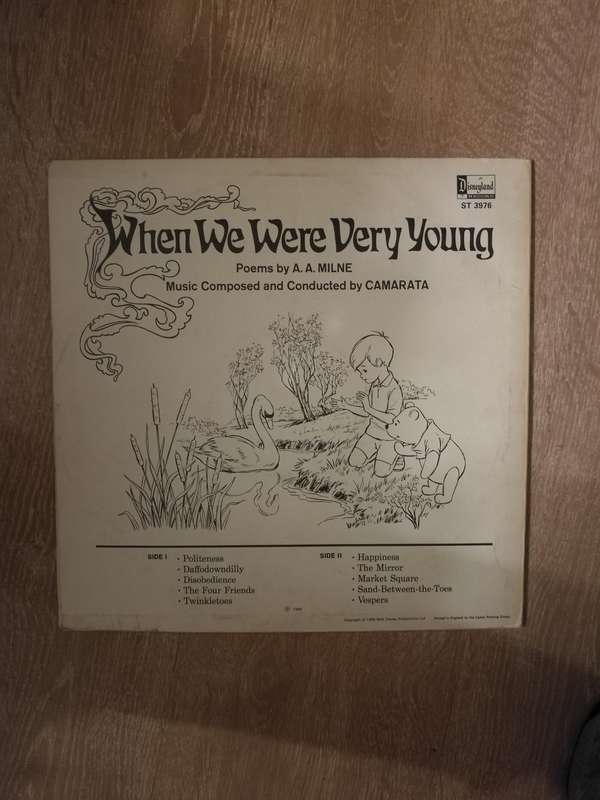 Disneyland
ST 3976
When We Were Very Young
Poems by A. A. MILNE
Music Composed and Conducted by CAMARATA
SIDE I
· Politeness
· Daffodowndilly
· Disobedience
· The Four Friends
· Twinkletoes
SIDE II
· Happiness
· The Mirror
· Market Square
· Sand-Between-the-Toes
· Vespers